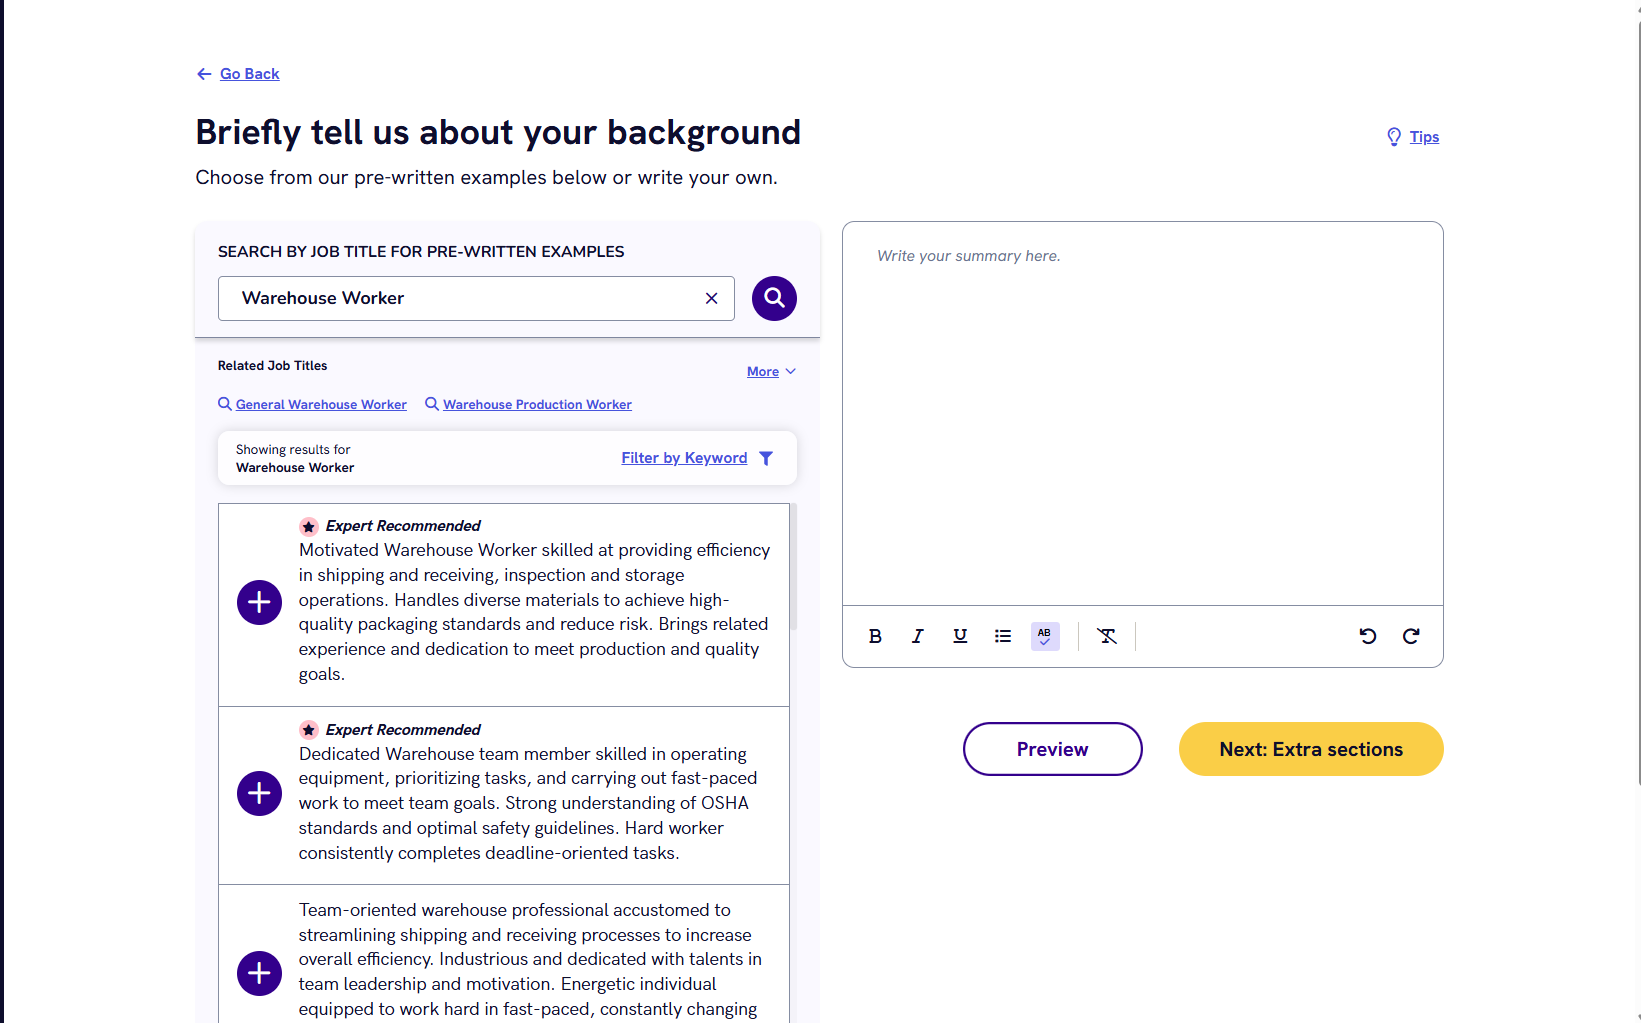 Go Back
Briefly tell us about your background
Tips
Choose from our pre-written examples below or write your own.
SEARCH BY JOB TITLE FOR PRE-WRITTEN EXAMPLES
Warehouse Worker
Related Job Titles
More
General Warehouse Worker
Warehouse Production Worker
Showing results for
Warehouse Worker
Filter by Keyword
Expert Recommended
Motivated Warehouse Worker skilled at providing efficiency
in shipping and receiving, inspection and storage
operations. Handles diverse materials to achieve high-
quality packaging standards and reduce risk. Brings related
experience and dedication to meet production and quality
goals.
Expert Recommended
Dedicated Warehouse team member skilled in operating
equipment, prioritizing tasks, and carrying out fast-paced
work to meet team goals. Strong understanding of OSHA
standards and optimal safety guidelines. Hard worker
consistently completes deadline-oriented tasks.
Team-oriented warehouse professional accustomed to
streamlining shipping and receiving processes to increase
overall efficiency. Industrious and dedicated with talents in
team leadership and motivation. Energetic individual
equipped to work hard in fast-paced, constantly changing
Write your summary here.
B I U AB
Preview
Next: Extra sections